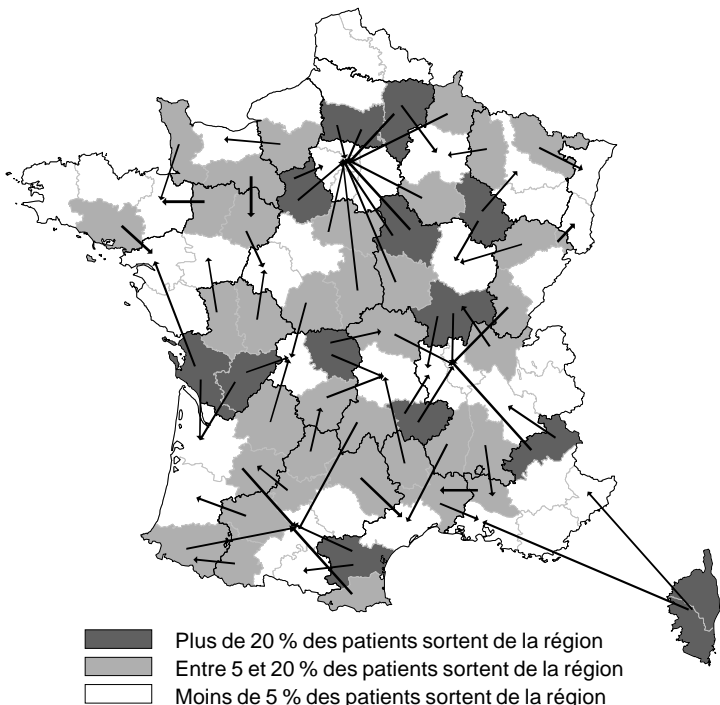 Plus de 20 % des patients sortent de la région
Entre 5 et 20 % des patients sortent de la région
Moins de 5 % des patients sortent de la région